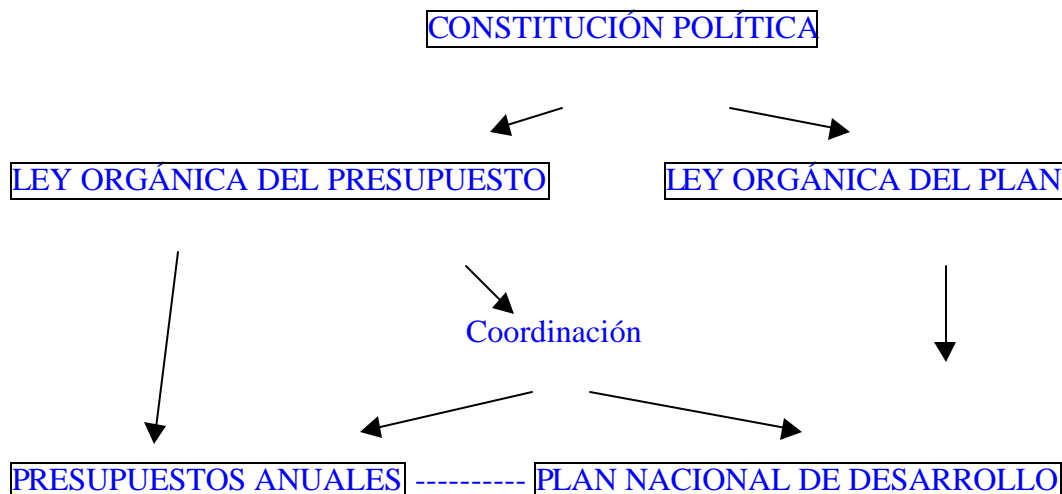 CONSTITUCIÓN POLÍTICA
LEY ORGÁNICA DEL PRESUPUESTO LEY ORGÁNICA DEL PLAN
Coordinación
PRESUPUESTOS ANUALES ---------- PLAN NACIONAL DE DESARROLLO